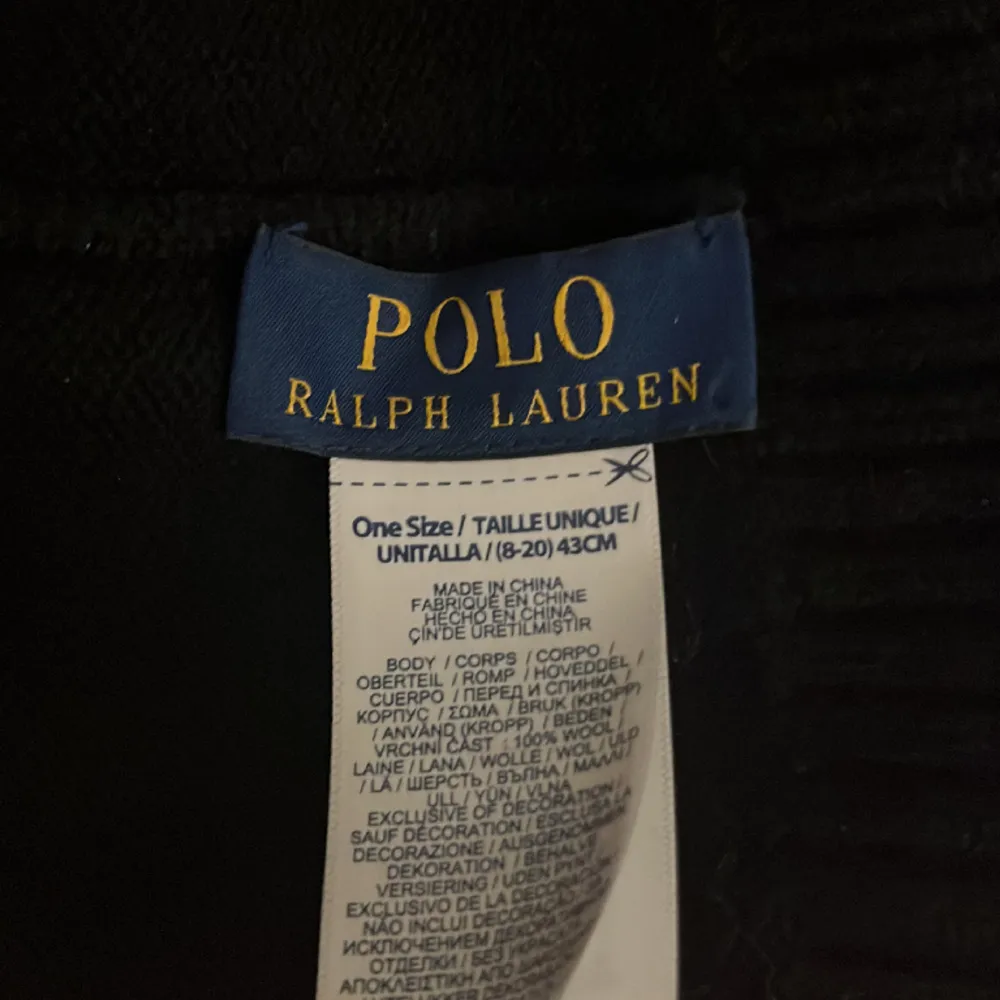 POLO
RALPH LAUREN
One Size / TAILLE UNIQUE /
UNITALLA / (8-20) 43CM
MADE IN CHINA
FABRIQUÉ EN CHINE
HECHO EN CHINA
ÇİN'DE ÜRETİLMİŞTİR
BODY / CORPS / CORPO /
OBERTEIL / ROMP / HOVEDDEL /
CUERPO / ПЕРЕД И СПИНКА /
КОРПУС / ΣΩΜΑ / BRUK (KROPP)
/ ANVÄND (KROPP) / BEDEN /
VRCHNÍ ČÁST : 100% WOOL /
LAINE / LANA / WOLLE / WOL / ULD
/ LÃ / ШЕРСТЬ / ВЪЛНА / ΜΑΛΛΙ /
ULL / YÜN / VLNA
EXCLUSIVE OF DECORATION /
SAUF DÉCORATION / ESCLUSA LA
DECORAZIONE / AUSGENOMMEN
DEKORATION / BEHALVE
VERSIERING / UDEN PYNT
EXCLUSIVO DE LA DECORACIÓN
NÃO INCLUI DECORAÇÃO
ИСКЛЮЧЕНИЕМ
ОТДЕЛКИ / БЕЗ
ΑΠΟΚΛΕΙΣΤΙΚΗ ΑΠΟ